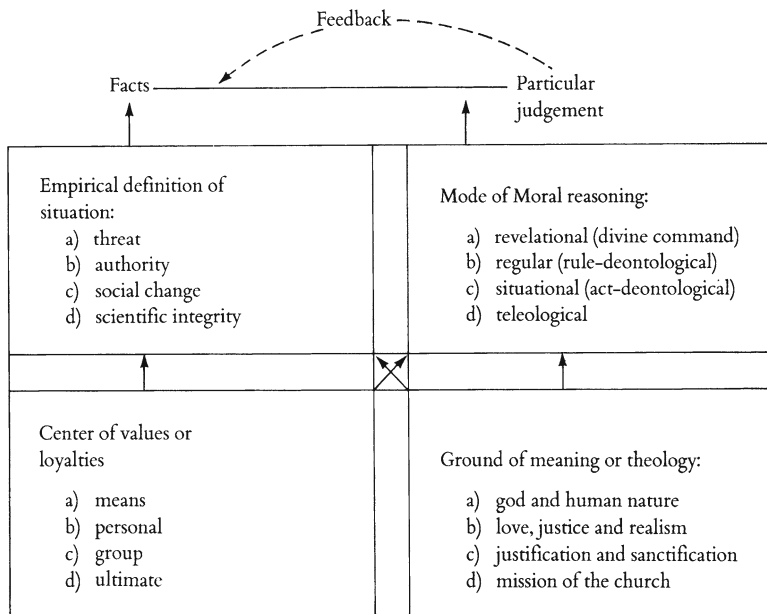 Feedback
Facts
Particular
judgement
Empirical definition of
situation:
a) threat
b) authority
c) social change
d) scientific integrity
Mode of Moral reasoning:
a) revelational (divine command)
b) regular (rule-deontological)
c) situational (act-deontological)
d) teleological
Center of values or
loyalties
a) means
b) personal
c) group
d) ultimate
Ground of meaning or theology:
a) god and human nature
b) love, justice and realism
c) justification and sanctification
d) mission of the church